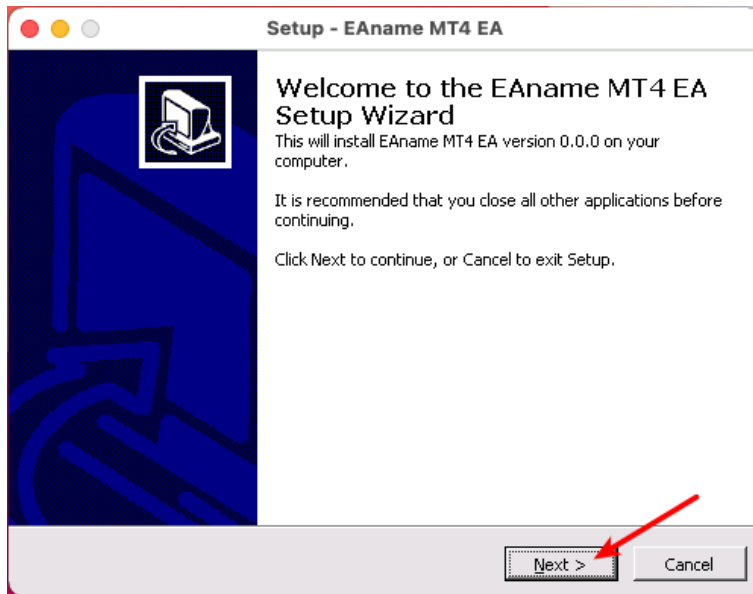 Setup - EAname MT4 EA
Welcome to the EAname MT4 EA
Setup Wizard
This will install EAname MT4 EA version 0.0.0 on your
computer.
It is recommended that you close all other applications before
continuing.
Click Next to continue, or Cancel to exit Setup.
Next >
Cancel